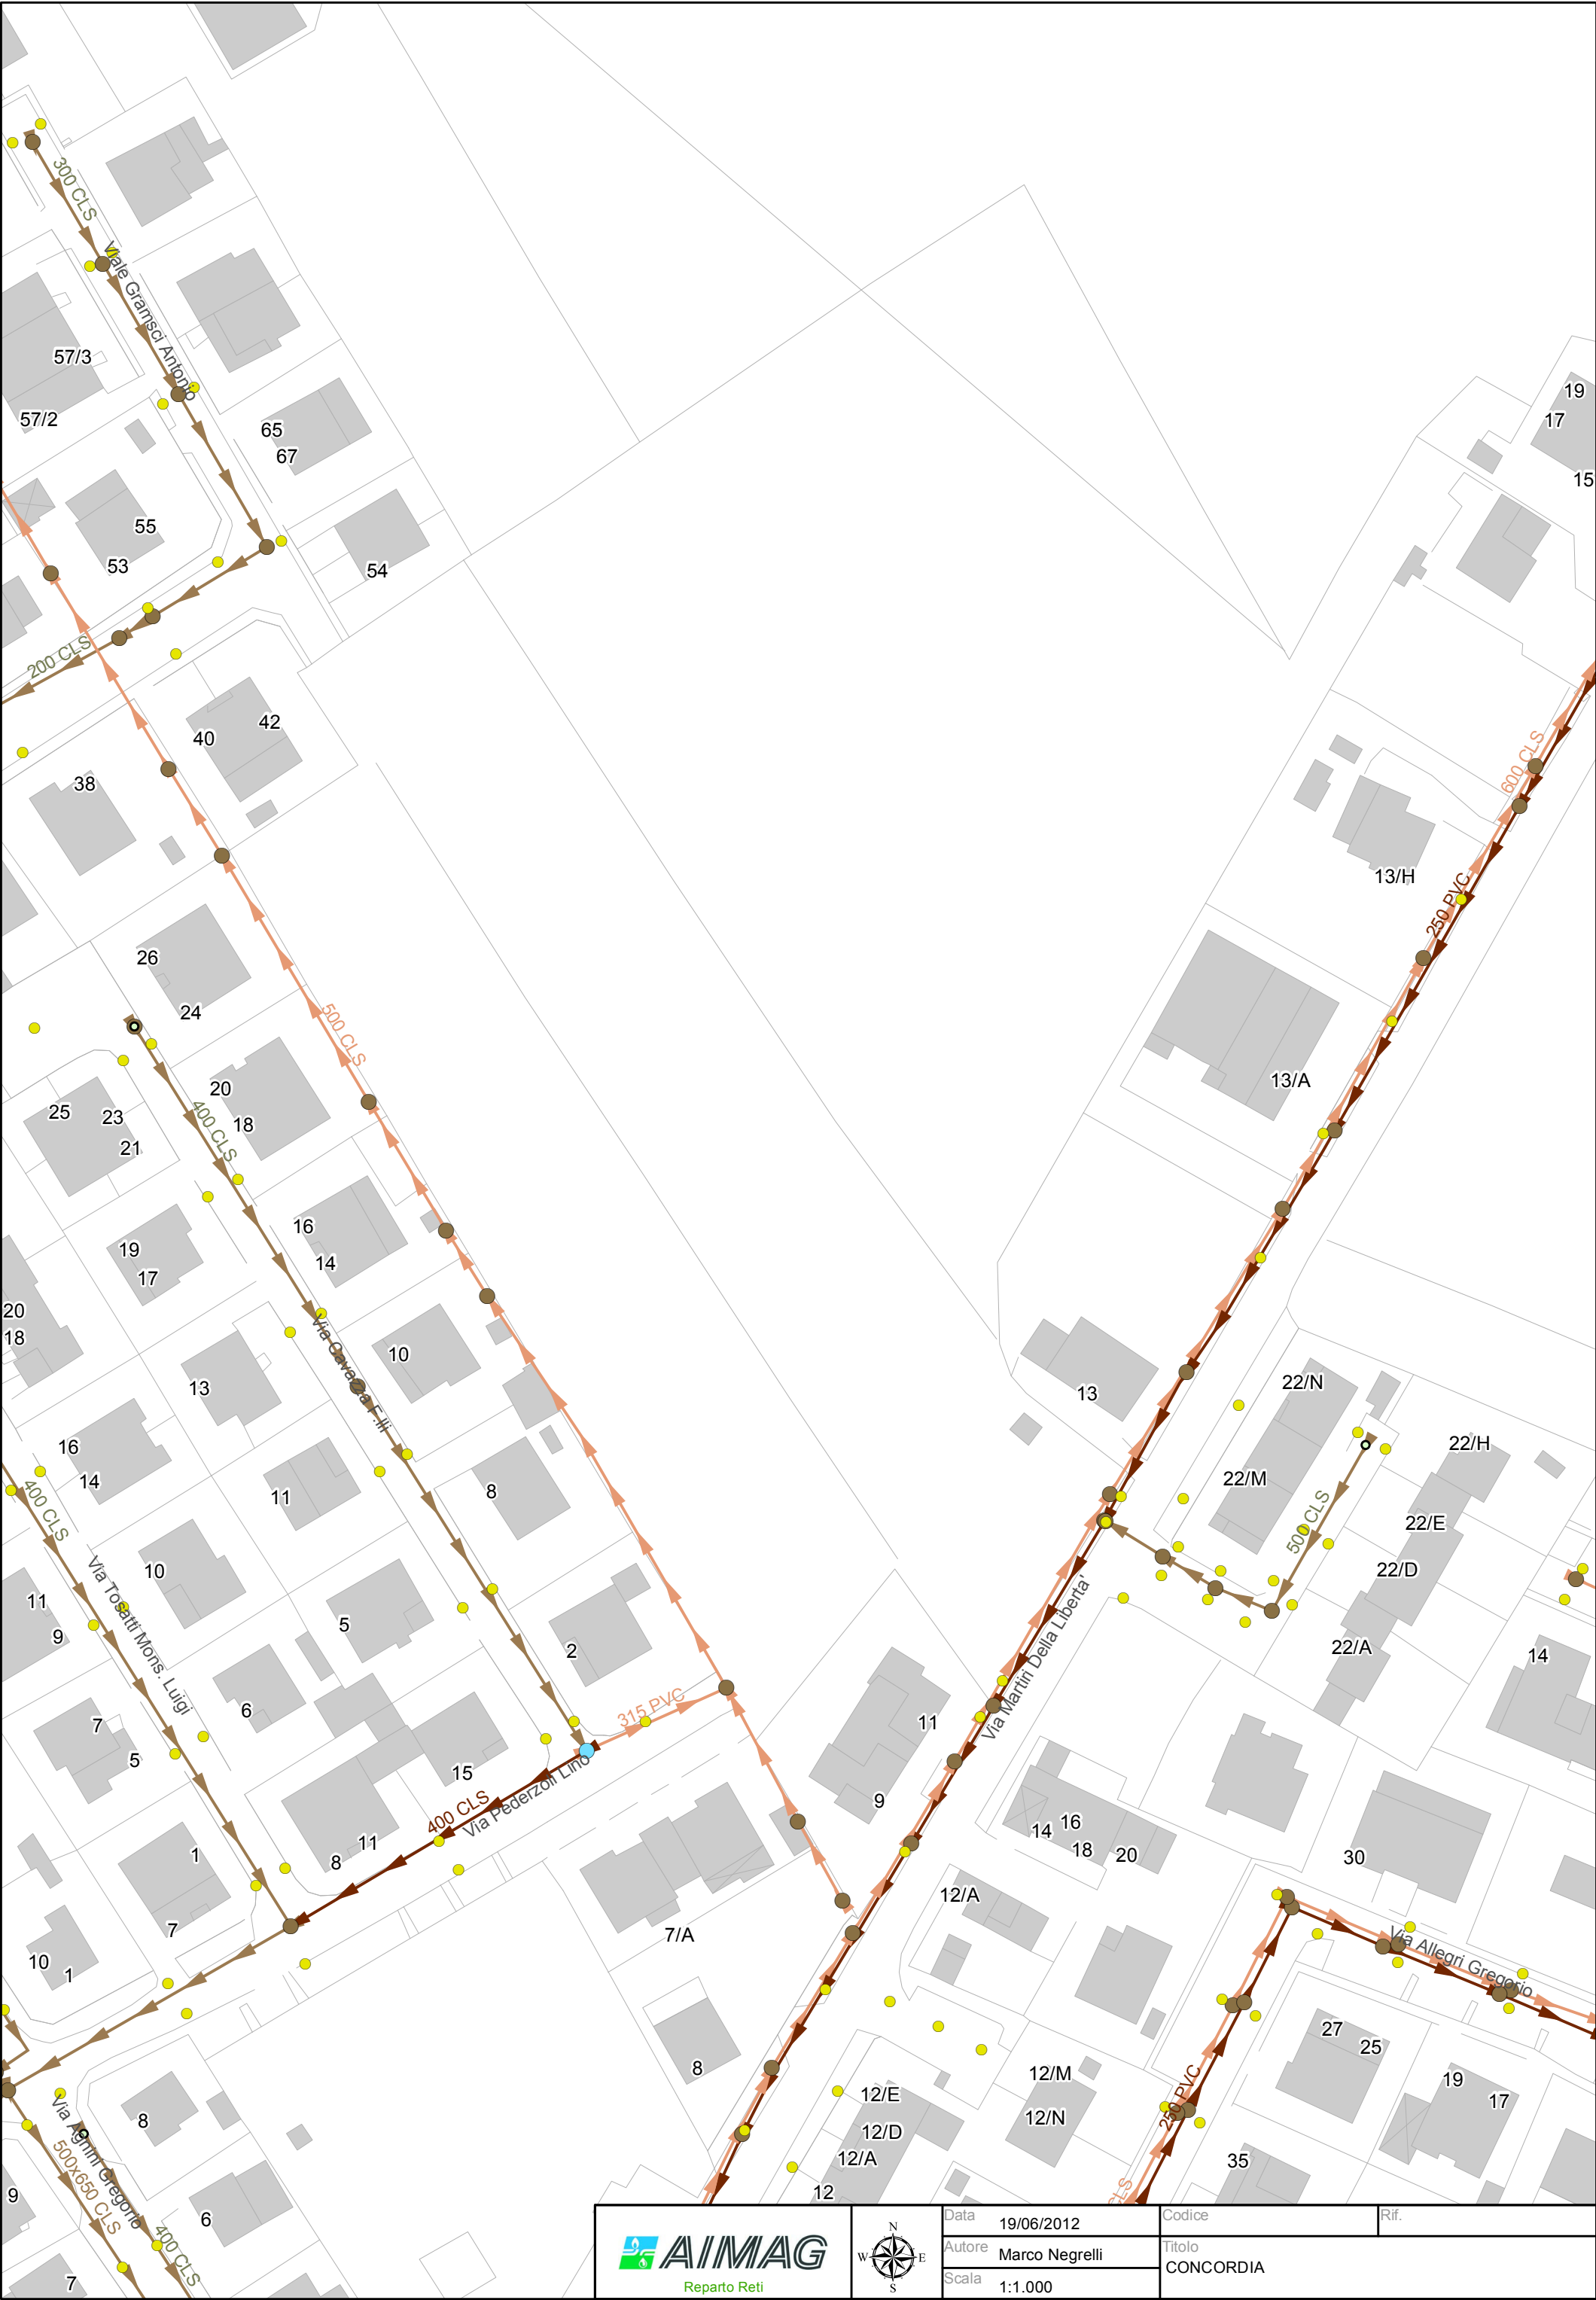 300 CLS
Viale Gramsci Antonio
57/3
57/2
65
67
19
17
15
55
53
54
200 CLS
42
40
38
600 CLS
13/H
250 PVC
26
24
500 CLS
13/A
25
23
21
20
18
400 CLS
16
14
19
17
20
18
Via Cavazza F.lli
10
13
13
22/N
22/M
22/H
22/E
22/D
22/A
500 CLS
16
14
400 CLS
11
8
10
Via Tosatti Mons. Luigi
11
9
5
2
Via Martiri Della Liberta'
14
6
7
5
315 PVC
11
9
15
400 CLS
Via Pederzoli Lino
14
16
18
20
30
1
11
8
7
12/A
7/A
Via Allegri Gregorio
10
1
27
25
8
12/M
12/E
12/N
12/D
12/A
12
250 PVC
19
17
35
CLS
8
Via Agnini Gregorio
500x650 CLS
400 CLS
9
6
7
AIMAG
Reparto Reti
N
W
E
S
Data
19/06/2012
Codice
Rif.
Autore
Marco Negrelli
Titolo
CONCORDIA
Scala
1:1.000